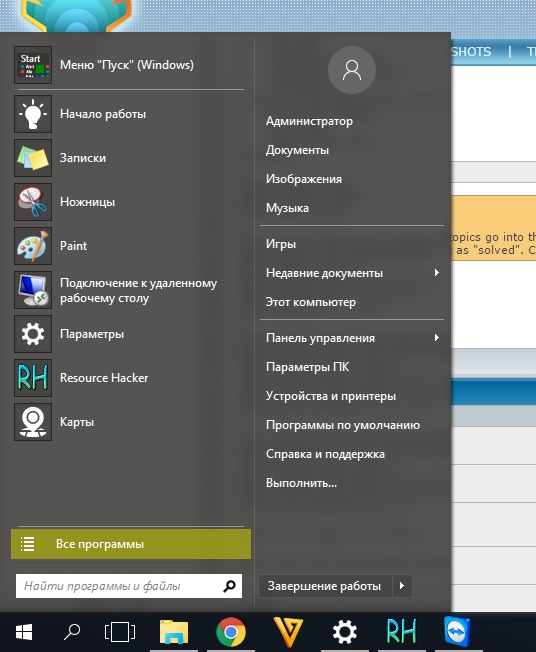 Start
Меню "Пуск" (Windows)
Начало работы
Записки
Ножницы
Paint
Подключение к удаленному
рабочему столу
Параметры
RH
Resource Hacker
Карты
Все программы
Найти программы и файлы
Администратор
Документы
Изображения
Музыка
Игры
Недавние документы
Этот компьютер
Панель управления
Параметры ПК
Устройства и принтеры
Программы по умолчанию
Справка и поддержка
Выполнить...
Завершение работы
SHOTS |
topics go into th
as "solved". C
RH